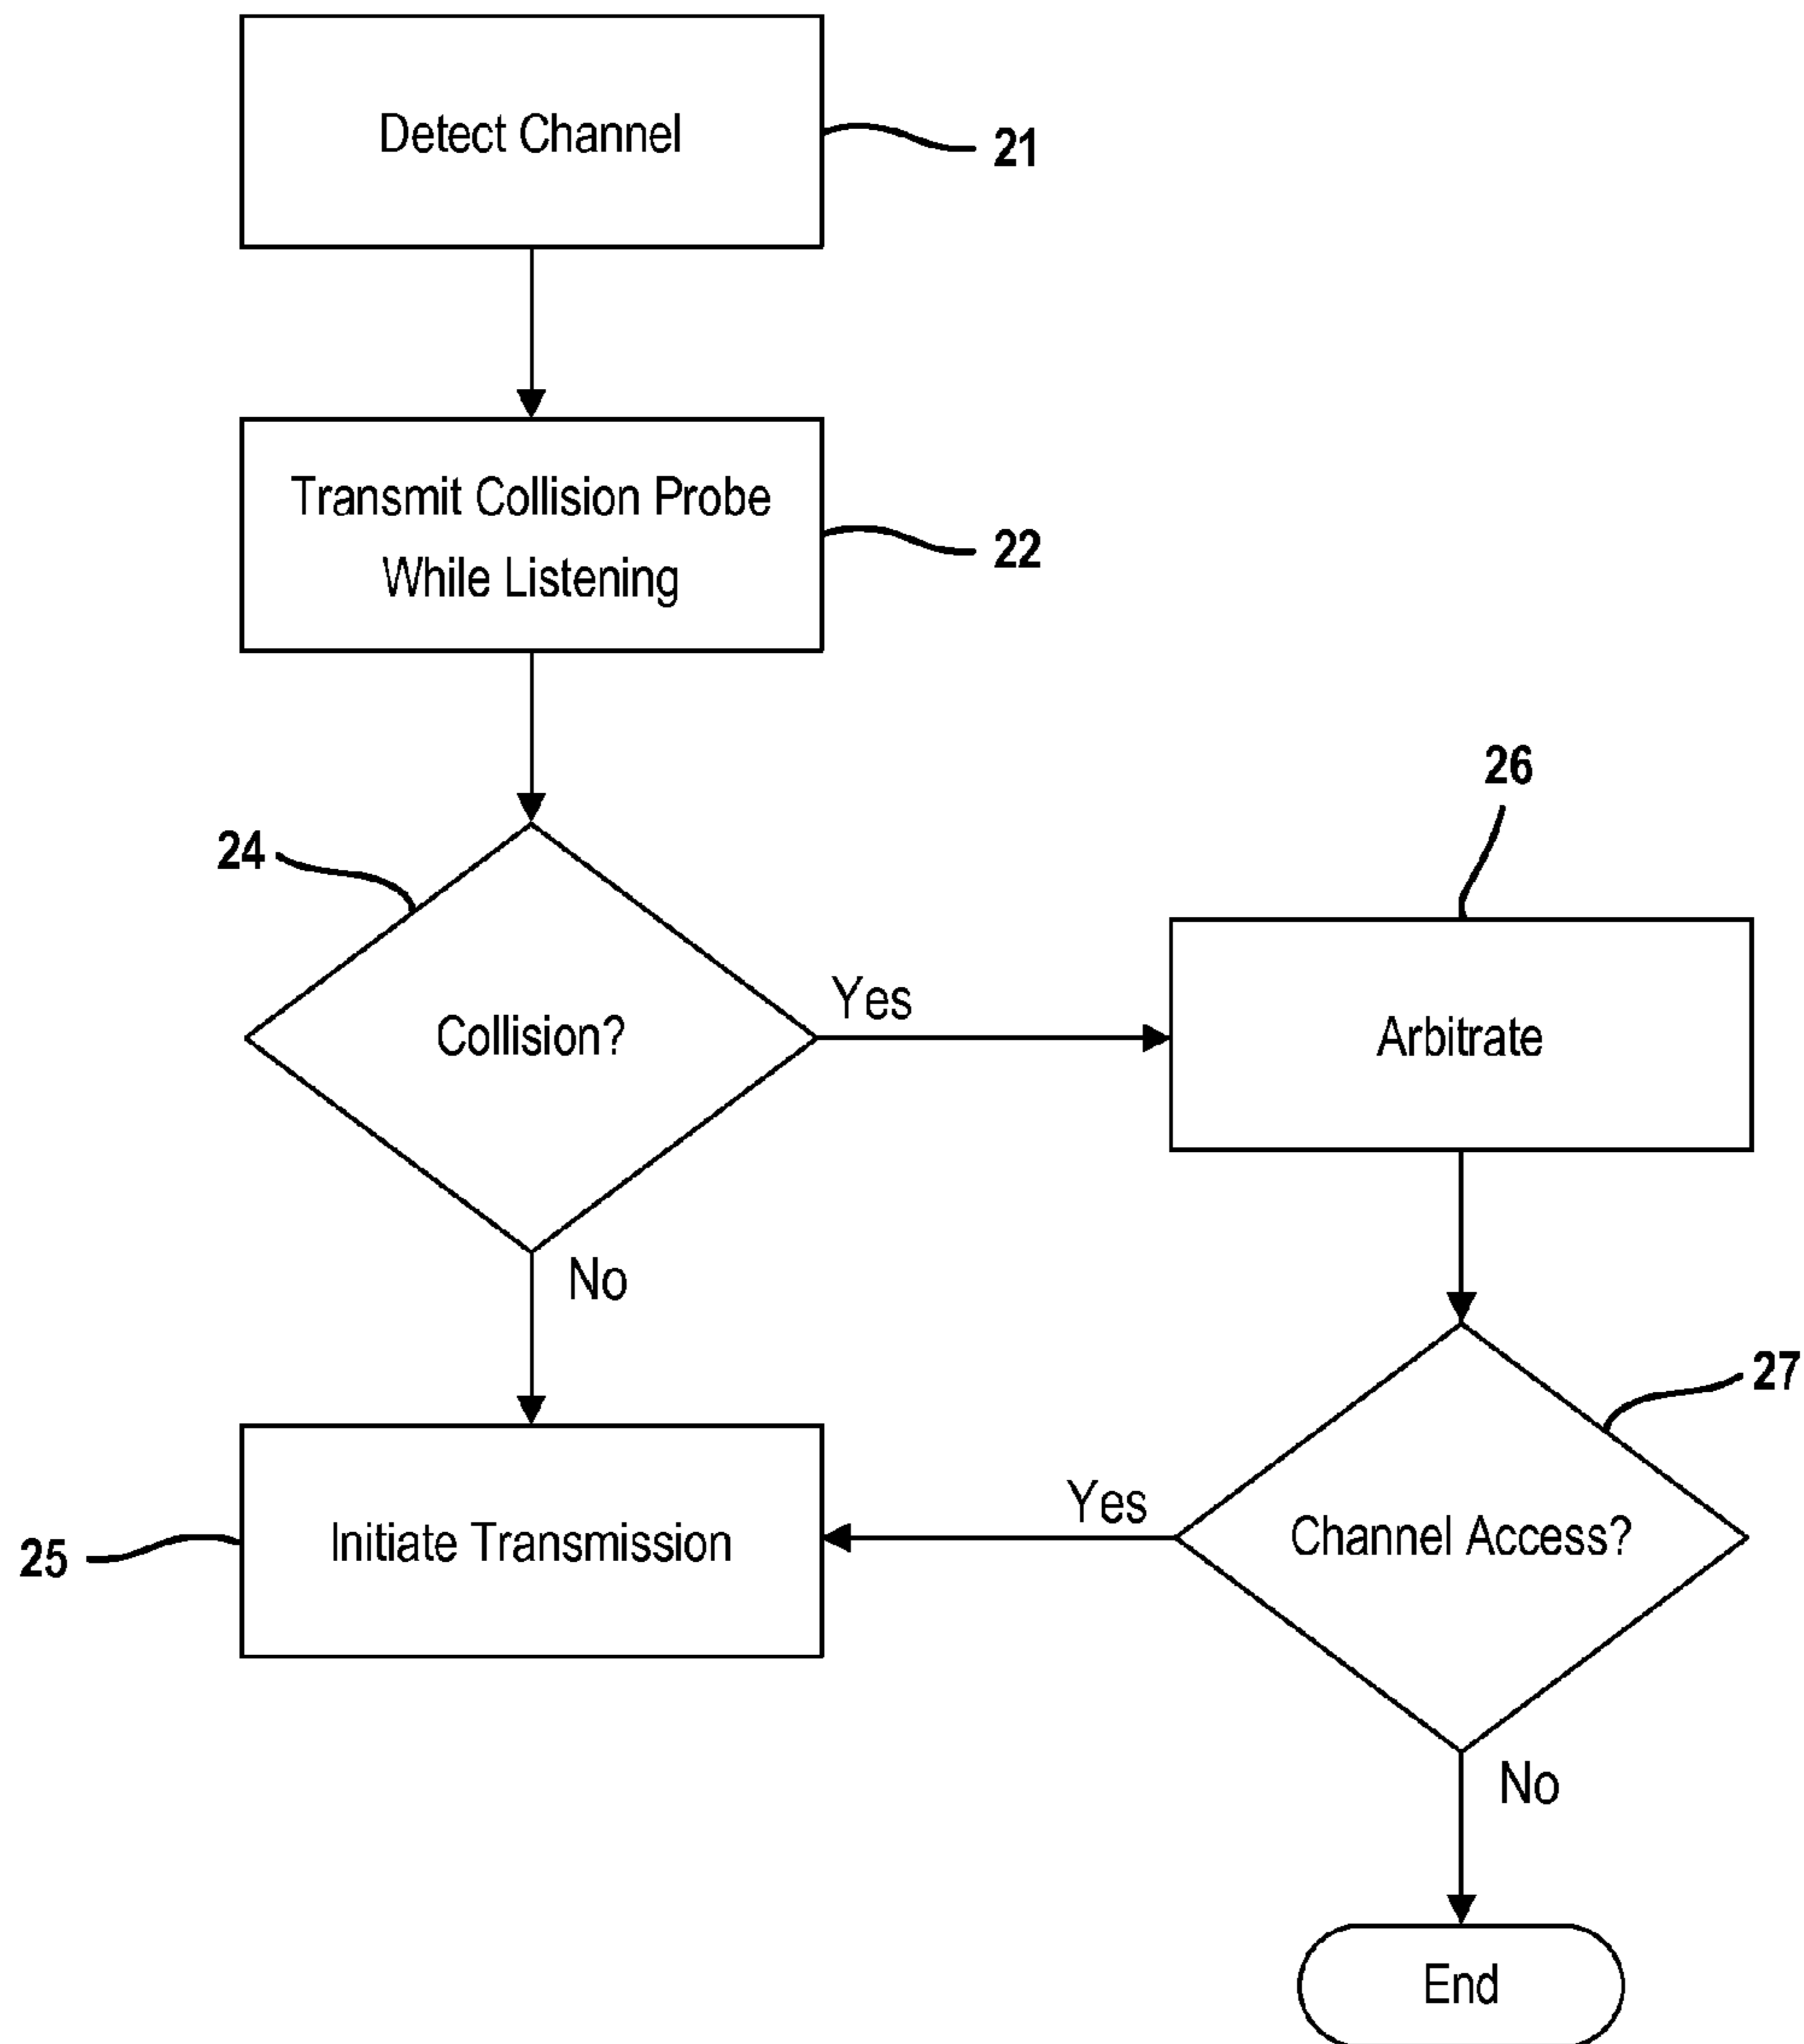 Detect Channel
21
Transmit Collision Probe
While Listening
22
24
Collision?
Yes
26
Arbitrate
No
27
Channel Access?
Yes
25
Initiate Transmission
No
End